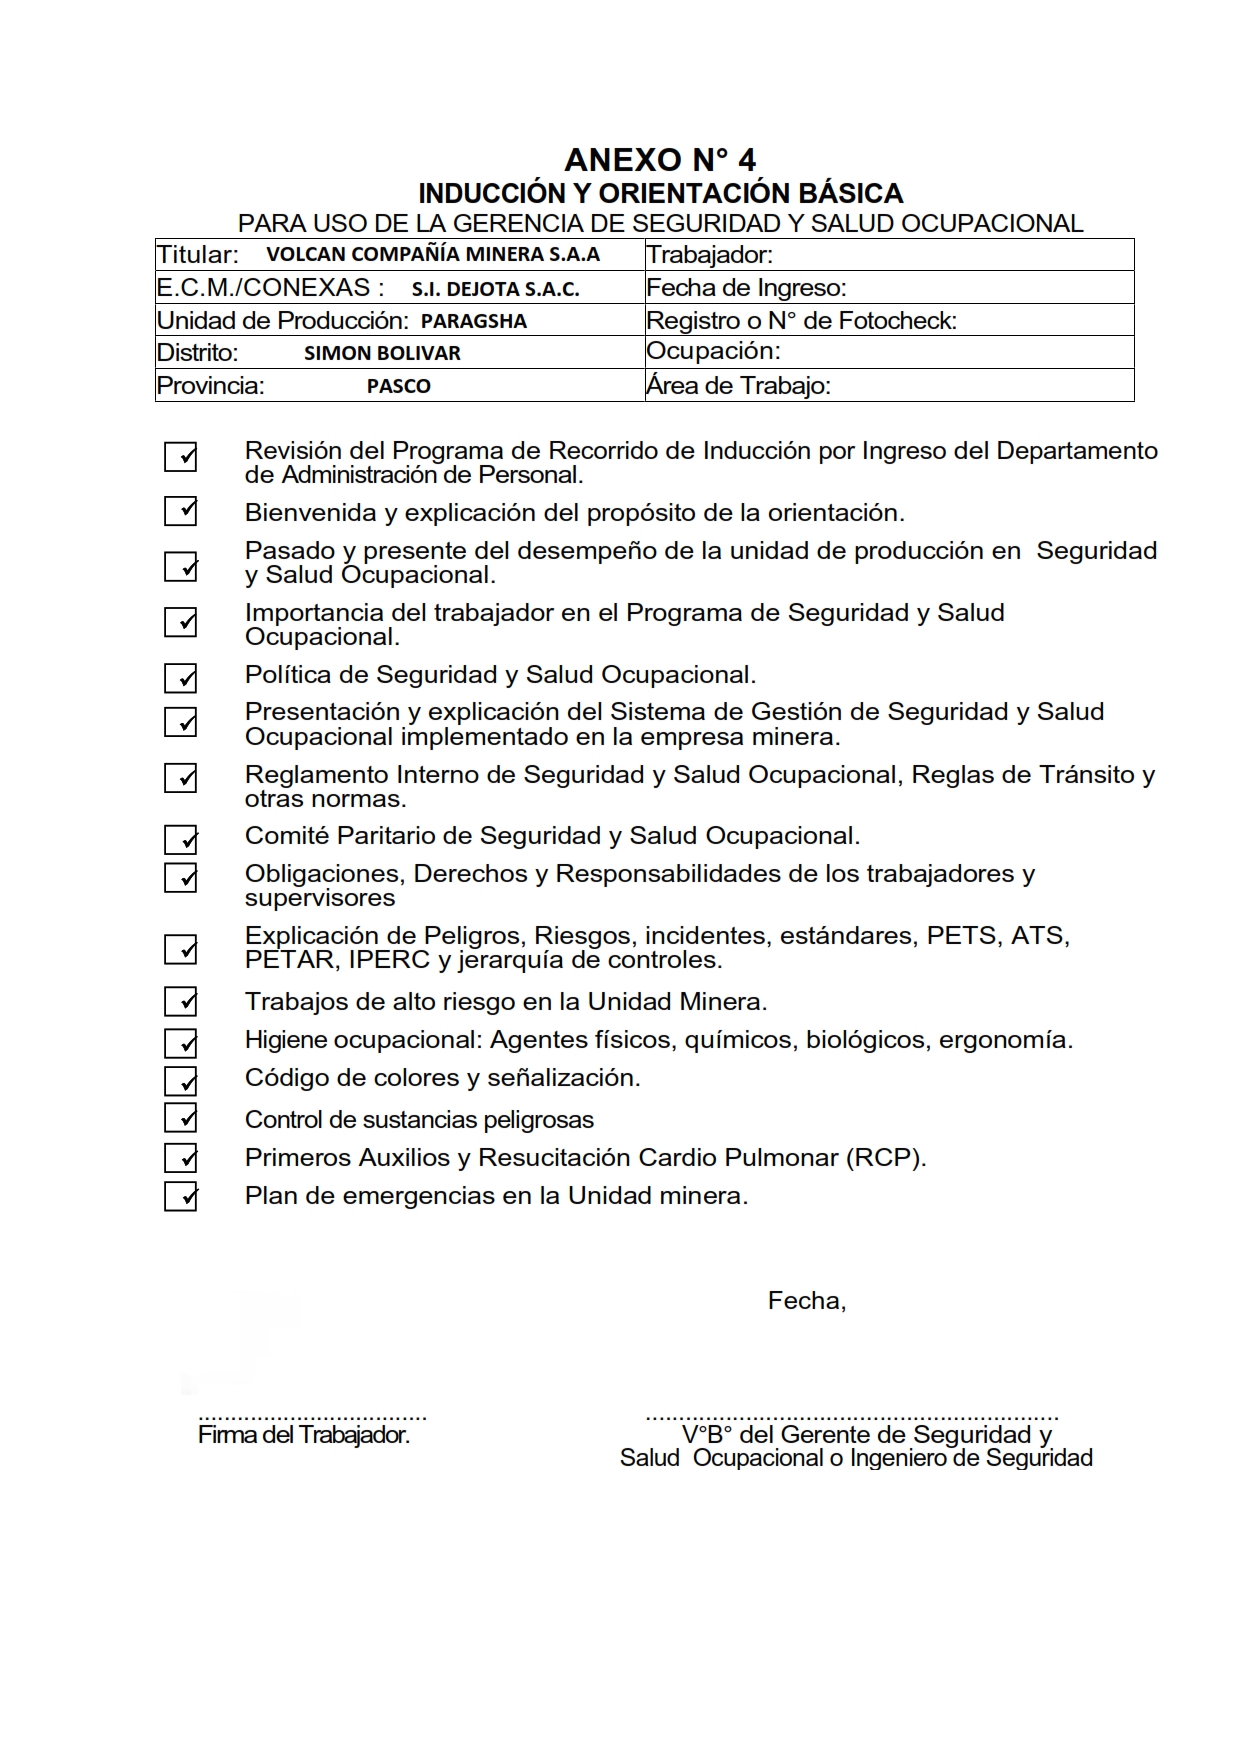 ANEXO N° 4
INDUCCIÓN Y ORIENTACIÓN BÁSICA
PARA USO DE LA GERENCIA DE SEGURIDAD Y SALUD OCUPACIONAL
Titular: VOLCAN COMPAÑÍA MINERA S.A.A Trabajador:
E.C.M./CONEXAS : S.I. DEJOTA S.A.C. Fecha de Ingreso:
Unidad de Producción: PARAGSHA Registro o N° de Fotocheck:
Distrito: SIMON BOLIVAR Ocupación:
Provincia: PASCO Área de Trabajo:
✓ Revisión del Programa de Recorrido de Inducción por Ingreso del Departamento
de Administración de Personal.
✓ Bienvenida y explicación del propósito de la orientación.
✓ Pasado y presente del desempeño de la unidad de producción en Seguridad
y Salud Ocupacional.
✓ Importancia del trabajador en el Programa de Seguridad y Salud
Ocupacional.
✓ Política de Seguridad y Salud Ocupacional.
✓ Presentación y explicación del Sistema de Gestión de Seguridad y Salud
Ocupacional implementado en la empresa minera.
✓ Reglamento Interno de Seguridad y Salud Ocupacional, Reglas de Tránsito y
otras normas.
✓ Comité Paritario de Seguridad y Salud Ocupacional.
✓ Obligaciones, Derechos y Responsabilidades de los trabajadores y
supervisores
✓ Explicación de Peligros, Riesgos, incidentes, estándares, PETS, ATS,
PETAR, IPERC y jerarquía de controles.
✓ Trabajos de alto riesgo en la Unidad Minera.
✓ Higiene ocupacional: Agentes físicos, químicos, biológicos, ergonomía.
✓ Código de colores y señalización.
✓ Control de sustancias peligrosas
✓ Primeros Auxilios y Resucitación Cardio Pulmonar (RCP).
✓ Plan de emergencias en la Unidad minera.
Fecha,
.................................. .............................................................
Firma del Trabajador. V°B° del Gerente de Seguridad y
Salud Ocupacional o Ingeniero de Seguridad